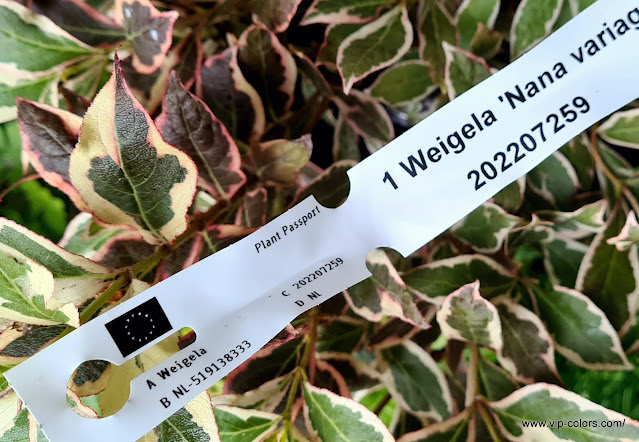 1 Weigela 'Nana variag
202207259
Plant Passport
C 202207259
D NL
A Weigela
B NL-519138333
www.vip-colors.com/